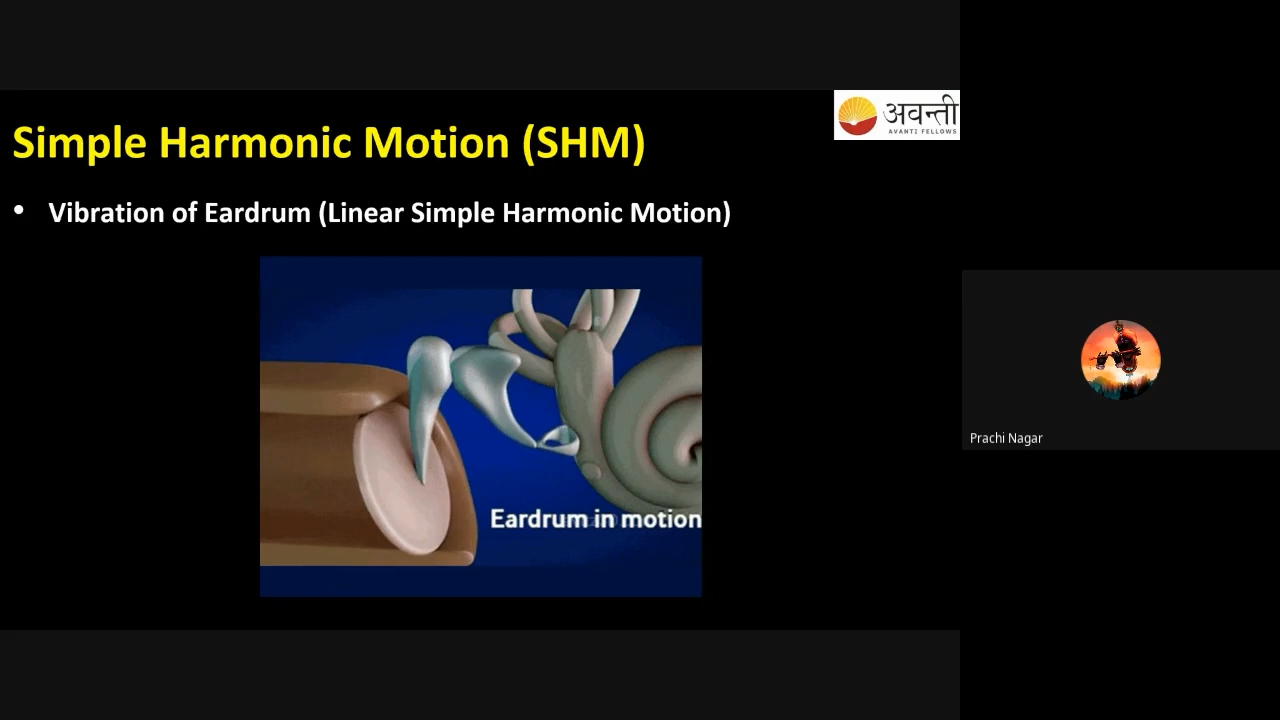 Simple Harmonic Motion (SHM)
अवन्ती
AVANTI FELLOWS
• Vibration of Eardrum (Linear Simple Harmonic Motion)
Eardrum in motion
Prachi Nagar